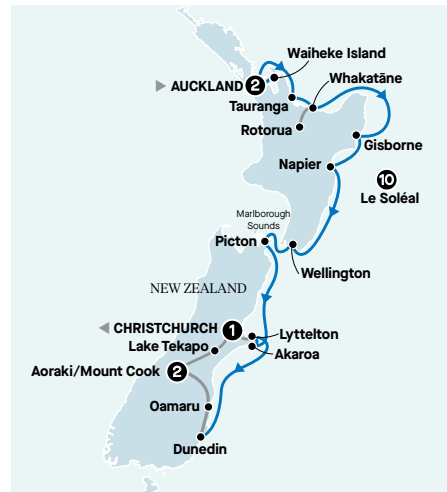 Waiheke Island
AUCKLAND 2
Whakatāne
Tauranga
Rotorua
Gisborne
Napier
10
Le Soléal
Marlborough
Sounds
Picton
Wellington
NEW ZEALAND
CHRISTCHURCH 1
Lyttelton
Lake Tekapo
Akaroa
Aoraki/Mount Cook 2
Oamaru
Dunedin